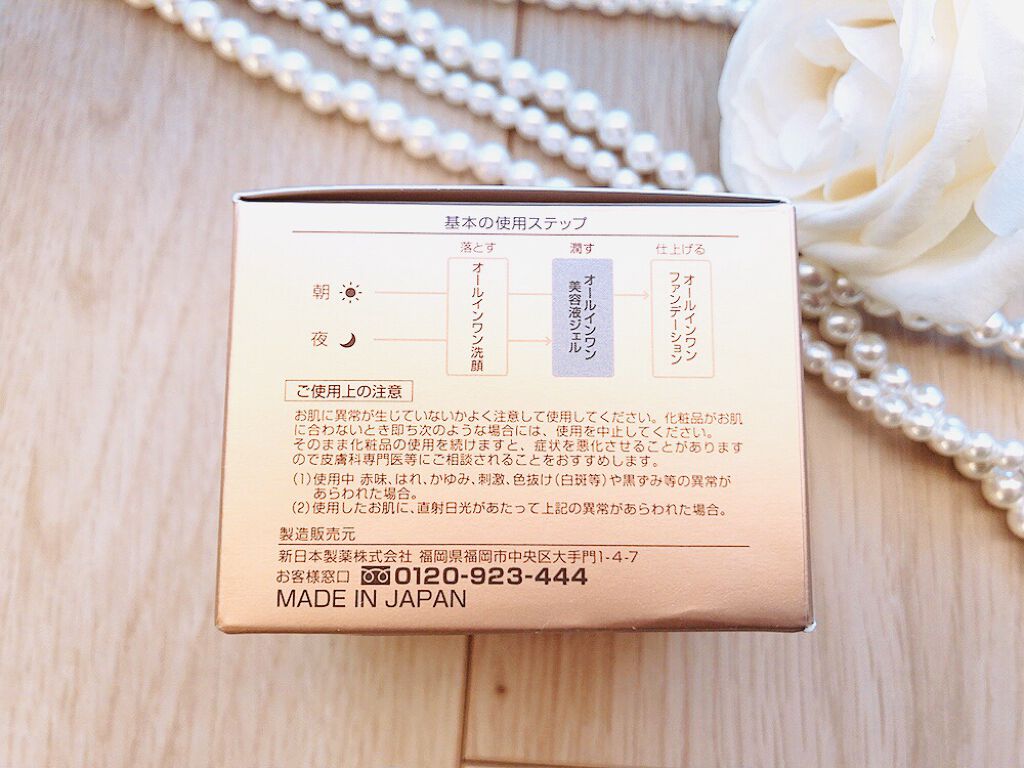 基本の使用ステップ
落とす 潤す 仕上げる
朝
夜
オールインワン洗顔
オールインワン
美容液ジェル
オールインワン
ファンデーション
ご使用上の注意
お肌に異常が生じていないかよく注意して使用してください。化粧品がお肌
に合わないとき即ち次のような場合には、使用を中止してください。
そのまま化粧品の使用を続けますと、症状を悪化させることがあります
ので皮膚科専門医等にご相談されることをおすすめします。
(1)使用中 赤味、はれ、かゆみ、刺激、色抜け(白斑等)や黒ずみ等の異常が
あらわれた場合。
(2)使用したお肌に、直射日光があたって上記の異常があらわれた場合。
製造販売元
新日本製薬株式会社 福岡県福岡市中央区大手門1-4-7
お客様窓口 0120-923-444
MADE IN JAPAN